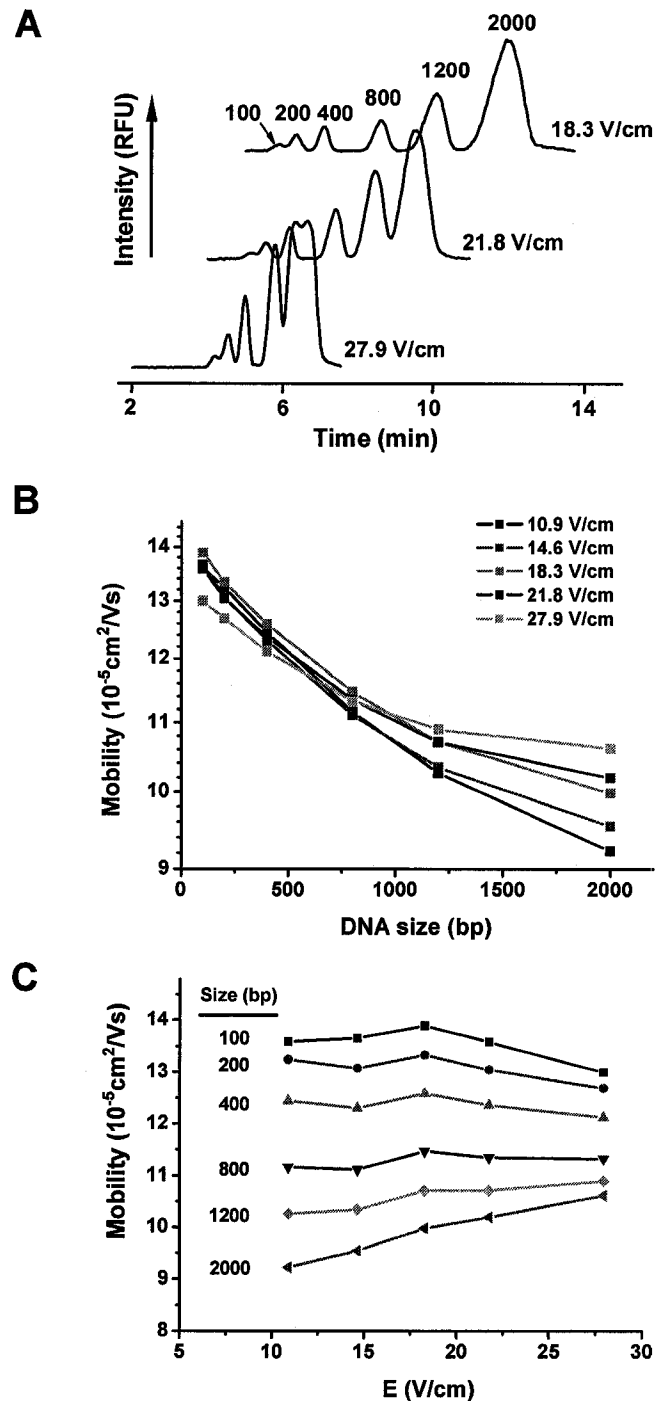 A
2000
1200
800
100 200 400
18.3 V/cm
21.8 V/cm
27.9 V/cm
Intensity (RFU)
2 6 10 14
Time (min)
B
10.9 V/cm
14.6 V/cm
18.3 V/cm
21.8 V/cm
27.9 V/cm
14
13
12
11
10
9
Mobility (10⁻⁵cm²/Vs)
0 500 1000 1500 2000
DNA size (bp)
C
Size (bp)
100
200
400
800
1200
2000
14
13
12
11
10
9
8
Mobility (10⁻⁵cm²/Vs)
5 10 15 20 25 30
E (V/cm)